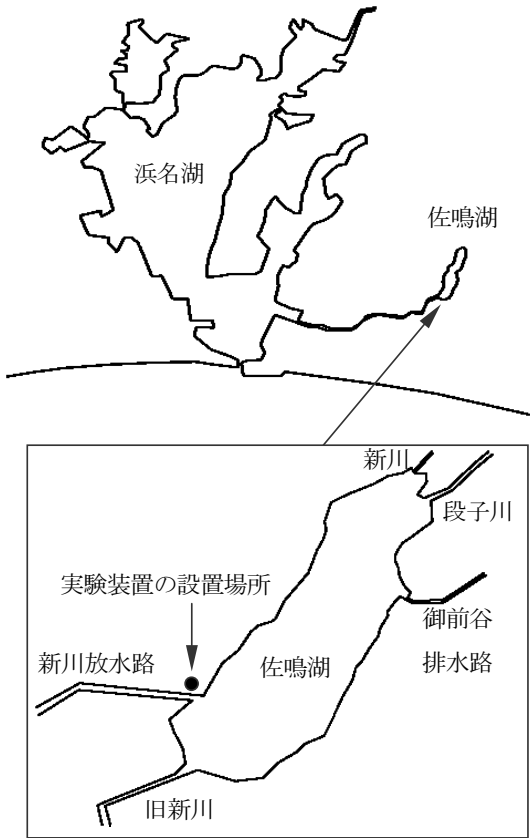 浜名湖
佐鳴湖
新川
段子川
実験装置の設置場所
御前谷
排水路
新川放水路
佐鳴湖
旧新川